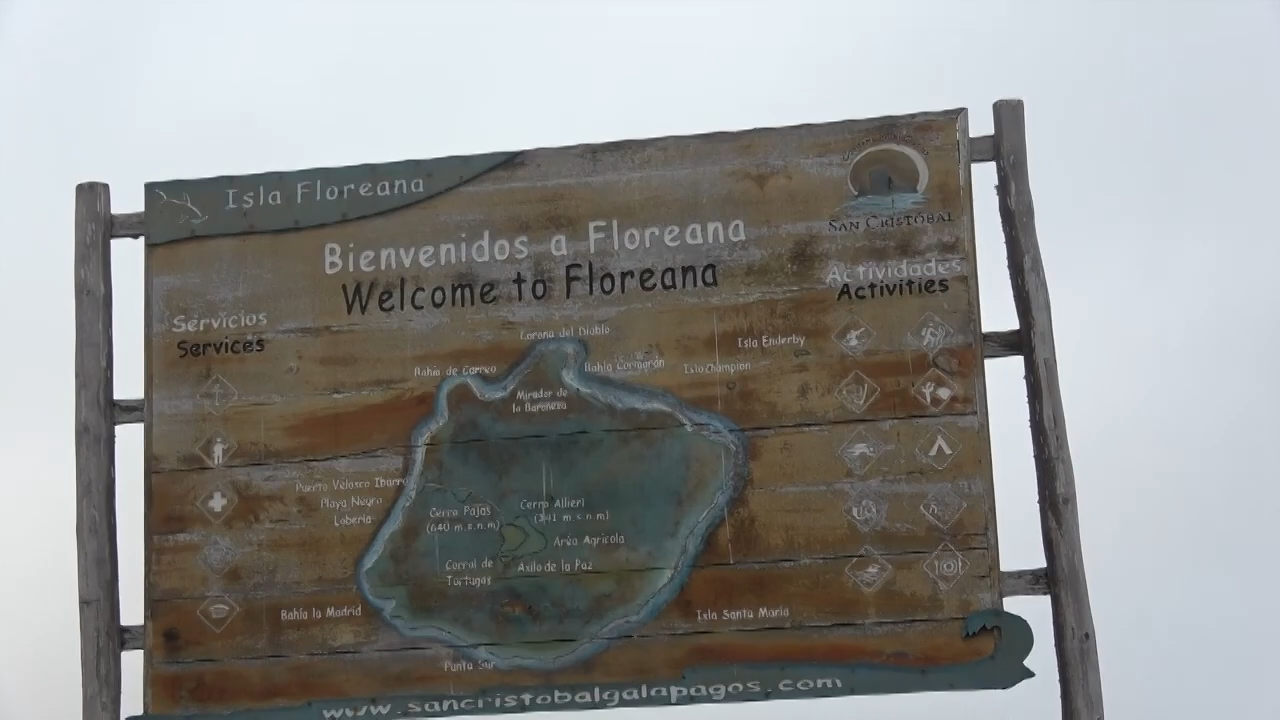 Isla Floreana
SAN CRISTÓBAL
Bienvenidos a Floreana
Welcome to Floreana
Actividades
Activities
Servicios
Services
Corona del Diablo
Isla Enderby
Bahía de Correo
Bahía Cormorán
Isla Champion
Mirador de
la Baronesa
Puerto Velasco Ibarra
Playa Negra
Lobería
Cerro Pajas
(640 m.s.n.m)
Cerro Allieri
(341 m.s.n.m)
Area Agricola
Corral de
Tortugas
Asilo de la Paz
Bahía la Madrid
Isla Santa María
Punta Sur
www.sancristobalgalapagos.com